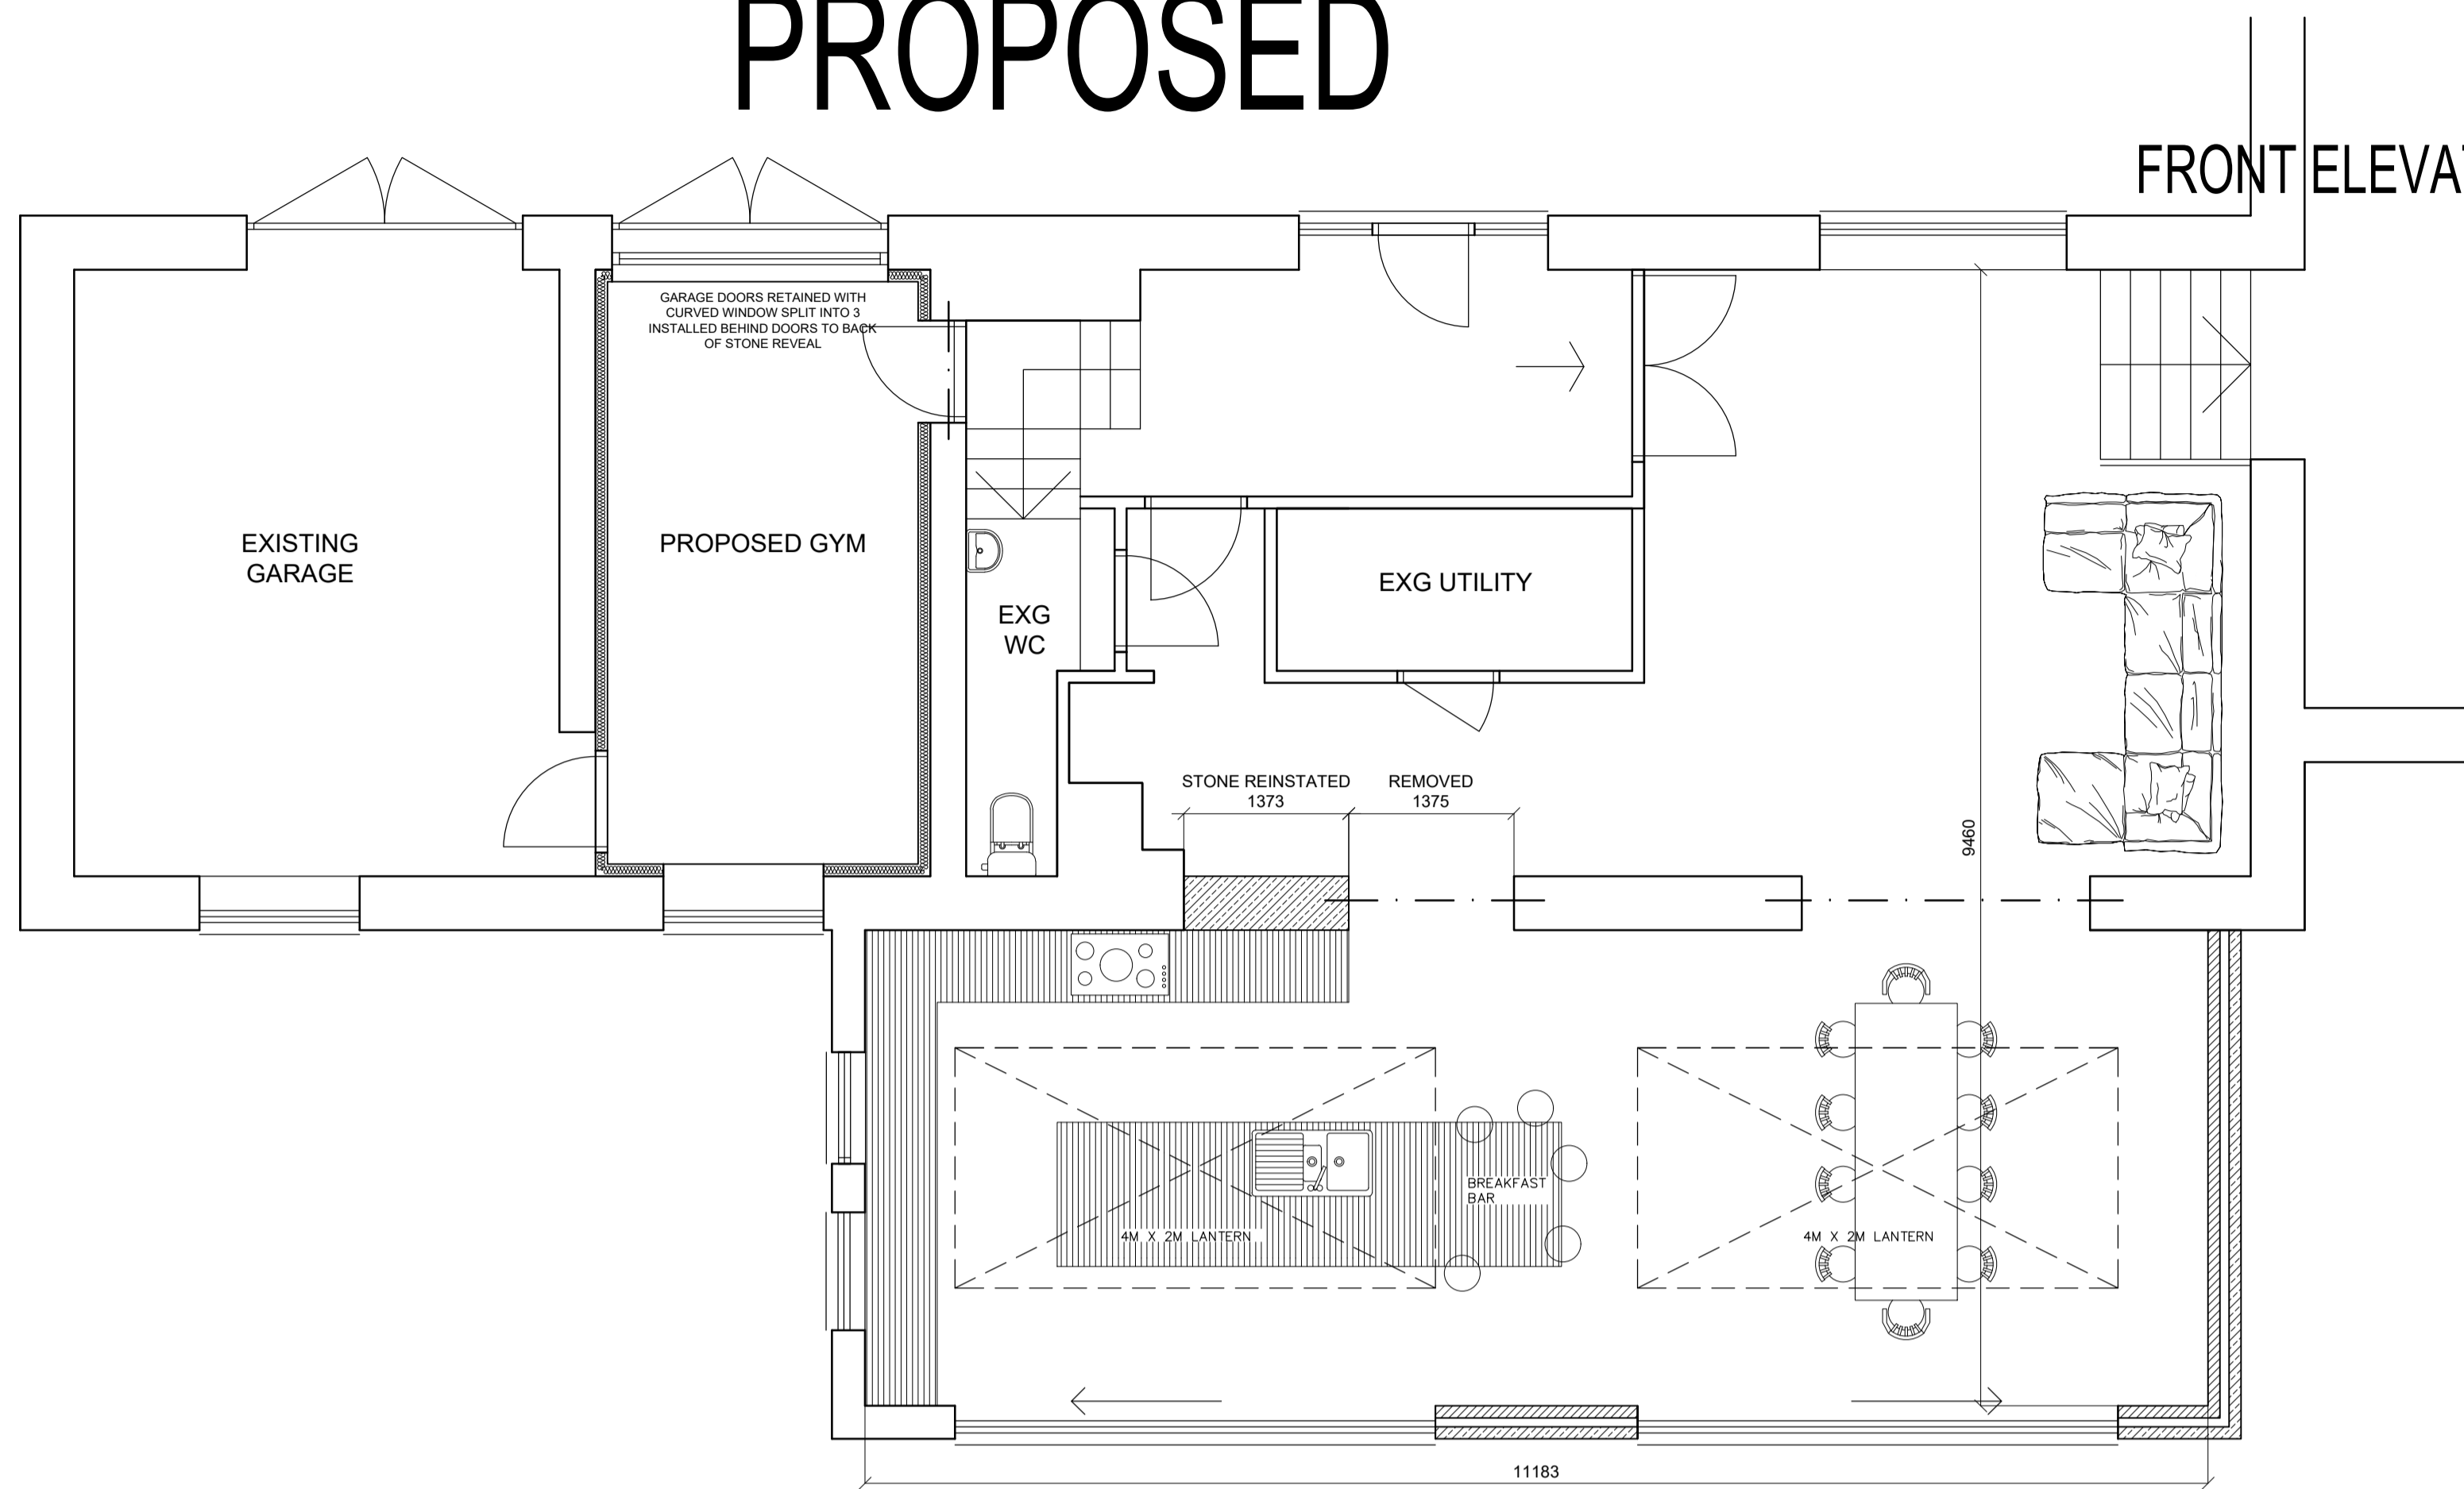 PROPOSED
FRONT ELEVAT
GARAGE DOORS RETAINED WITH
CURVED WINDOW SPLIT INTO 3
INSTALLED BEHIND DOORS TO BACK
OF STONE REVEAL
EXISTING
GARAGE
PROPOSED GYM
EXG UTILITY
EXG
WC
STONE REINSTATED
1373
REMOVED
1375
9460
BREAKFAST
BAR
4M X 2M LANTERN
4M X 2M LANTERN
11183